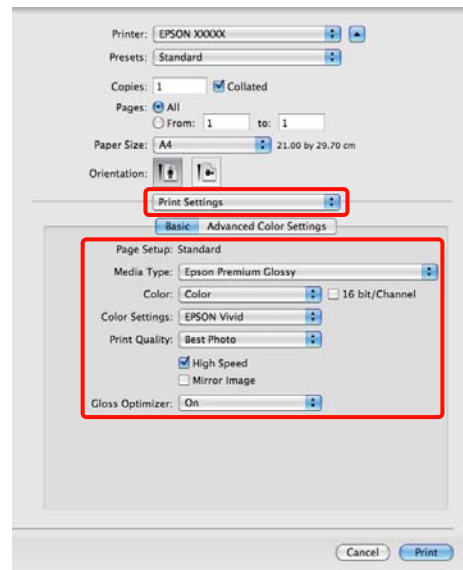 Printer: EPSON XXXXX
Presets: Standard
Copies: 1 Collated
Pages: All
From: 1 to: 1
Paper Size: A4 21.00 by 29.70 cm
Orientation:
Print Settings
Basic Advanced Color Settings
Page Setup: Standard
Media Type: Epson Premium Glossy
Color: Color 16 bit/Channel
Color Settings: EPSON Vivid
Print Quality: Best Photo
High Speed
Mirror Image
Gloss Optimizer: On
Cancel Print